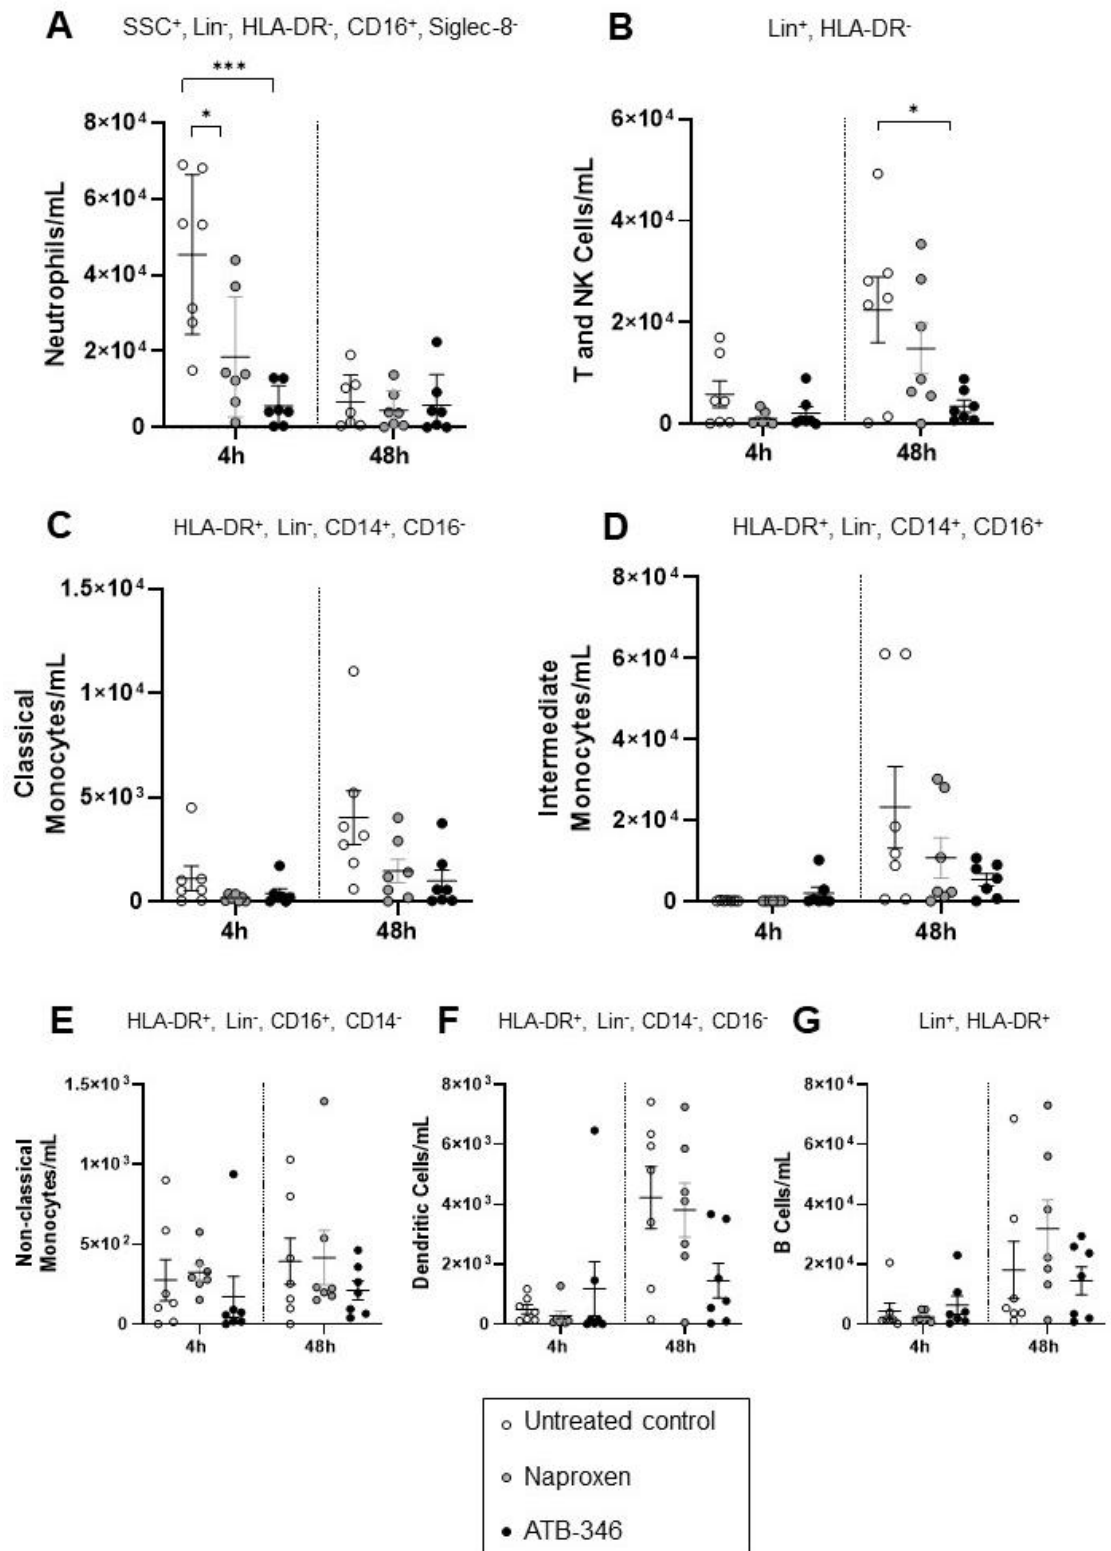 A
SSC⁺, Lin⁻, HLA-DR⁻, CD16⁺, Siglec-8⁻
***
*
8×10⁴
6×10⁴
4×10⁴
2×10⁴
0
Neutrophils/mL
4h
48h
B
Lin⁺, HLA-DR⁻
*
6×10⁴
4×10⁴
2×10⁴
0
T and NK Cells/mL
4h
48h
C
HLA-DR⁺, Lin⁻, CD14⁺, CD16⁻
1.5×10⁴
1×10⁴
5×10³
0
Classical
Monocytes/mL
4h
48h
D
HLA-DR⁺, Lin⁻, CD14⁺, CD16⁺
8×10⁴
6×10⁴
4×10⁴
2×10⁴
0
Intermediate
Monocytes/mL
4h
48h
E
HLA-DR⁺, Lin⁻, CD16⁺, CD14⁻
1.5×10³
1×10³
5×10²
0
Non-classical
Monocytes/mL
4h
48h
F
HLA-DR⁺, Lin⁻, CD14⁻, CD16⁻
8×10³
6×10³
4×10³
2×10³
0
Dendritic Cells/mL
4h
48h
G
Lin⁺, HLA-DR⁺
8×10⁴
6×10⁴
4×10⁴
2×10⁴
0
B Cells/mL
4h
48h
Untreated control
Naproxen
ATB-346